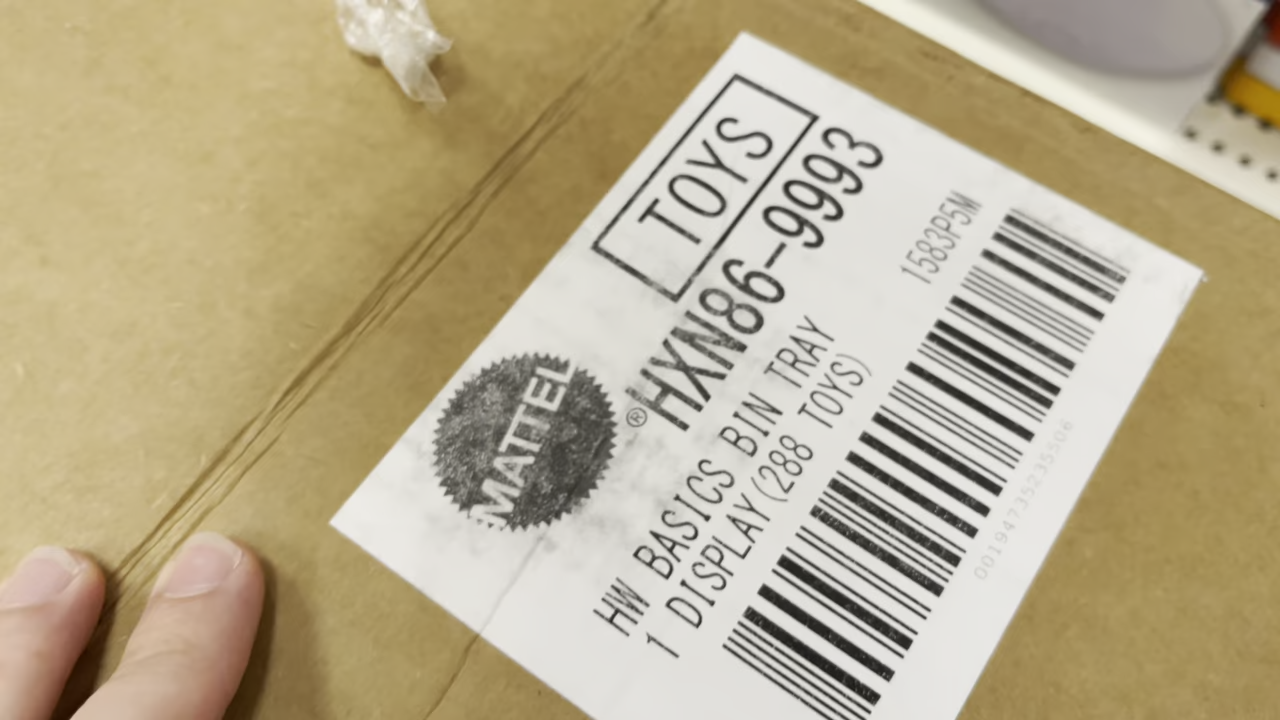 TOYS
MATTEL
®
HXN86-9993
1583P5M
HW BASICS BIN TRAY
1 DISPLAY(288 TOYS)
00194735235506